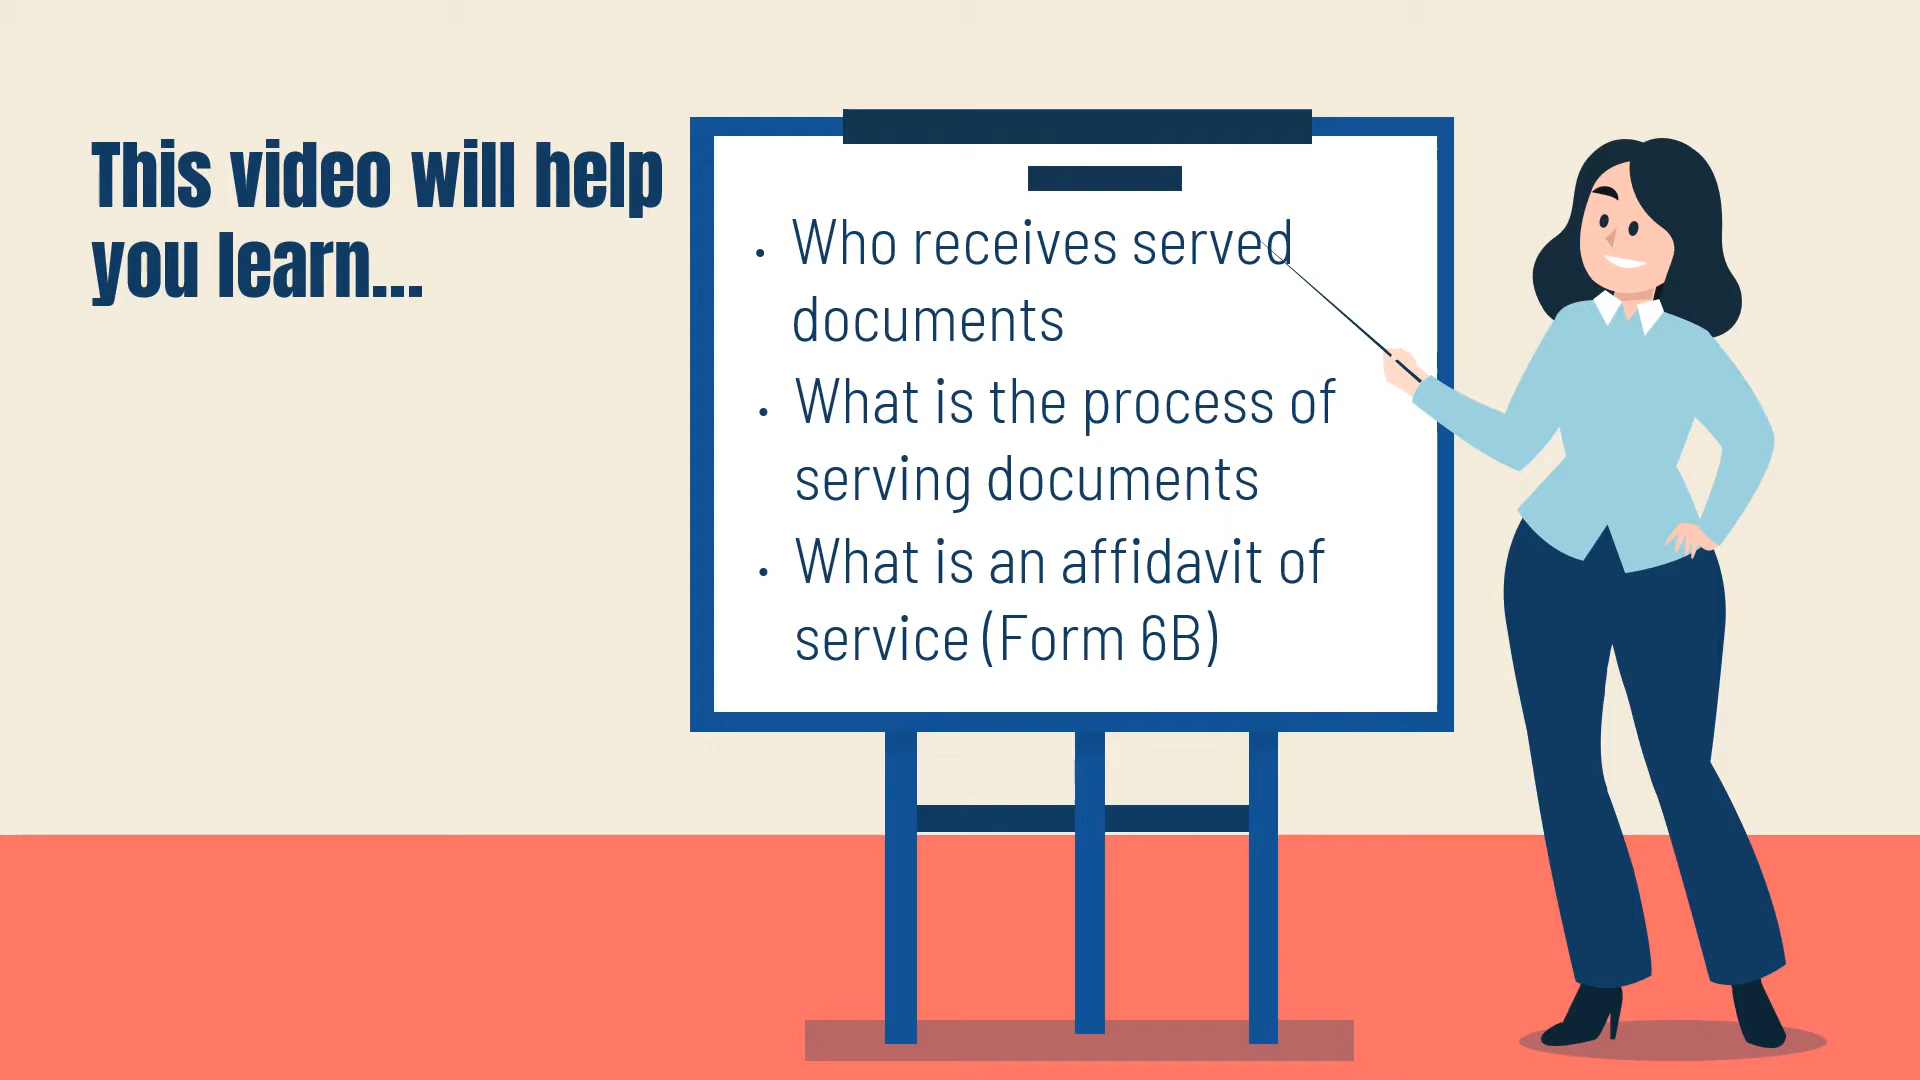 This video will help
you learn...
• Who receives served
documents
• What is the process of
serving documents
• What is an affidavit of
service (Form 6B)